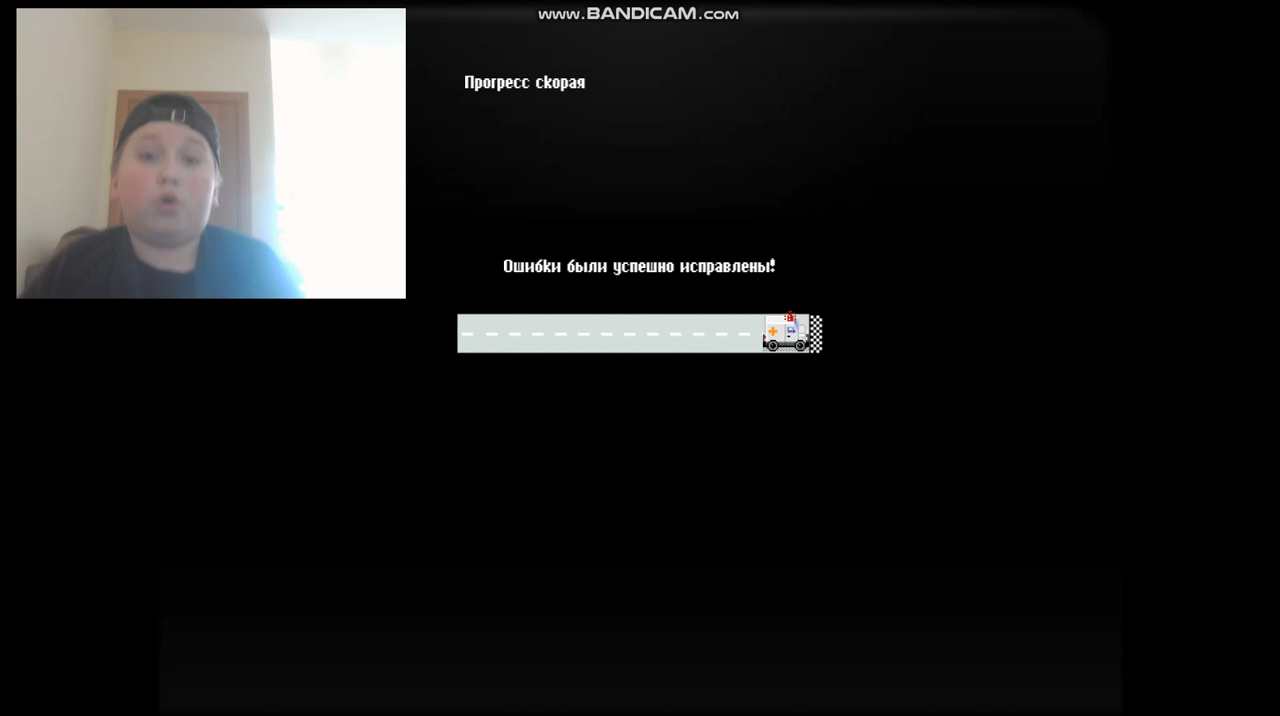 www.BANDICAM.com
Прогресс скорая
Ошибки были успешно исправлены!